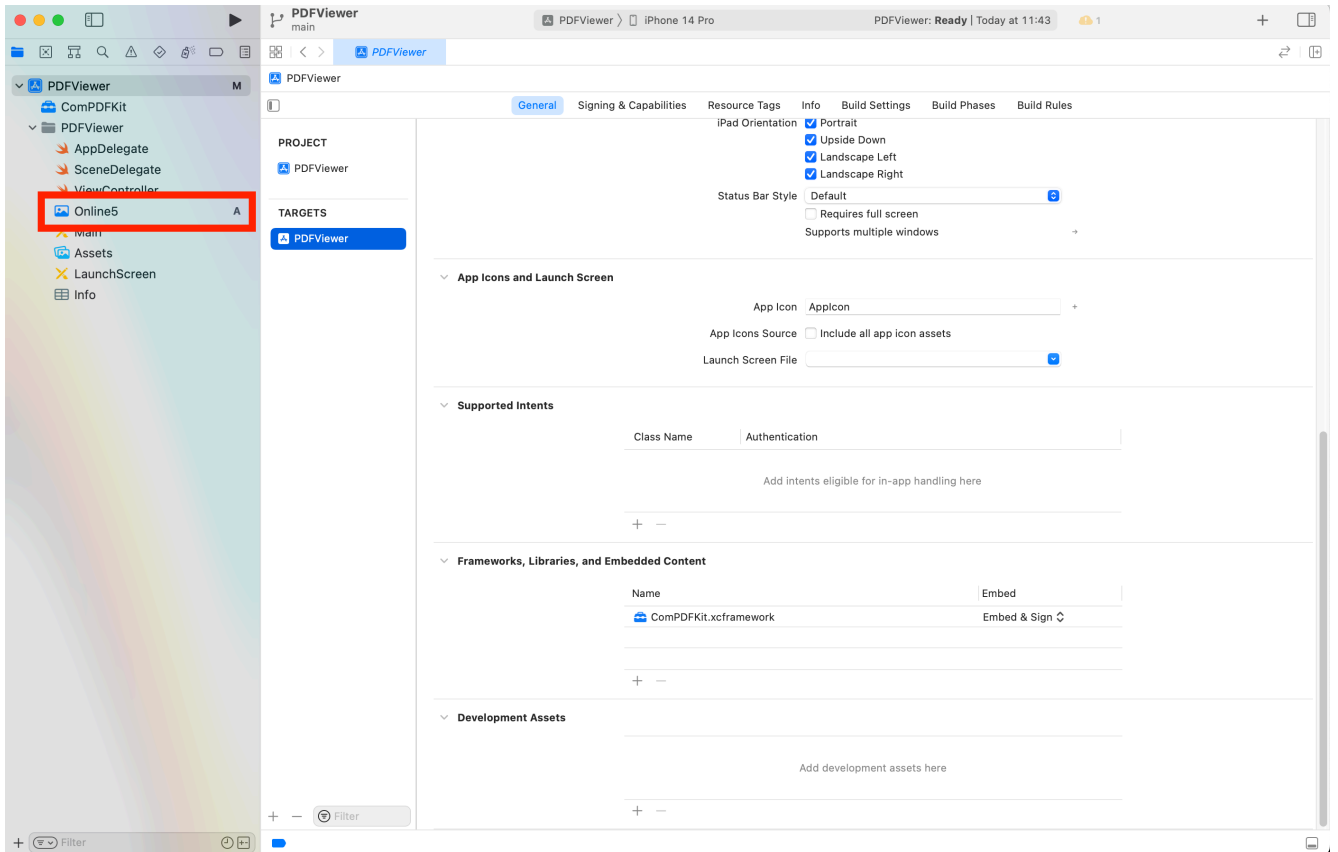 PDFViewer
main
PDFViewer 〉 iPhone 14 Pro
PDFViewer: Ready | Today at 11:43
1
PDFViewer M
ComPDFKit
PDFViewer
AppDelegate
SceneDelegate
ViewController
Online5 A
Main
Assets
LaunchScreen
Info
Filter
PDFViewer
PDFViewer
General Signing & Capabilities Resource Tags Info Build Settings Build Phases Build Rules
PROJECT
PDFViewer
TARGETS
PDFViewer
Filter
iPad Orientation Portrait
Upside Down
Landscape Left
Landscape Right
Status Bar Style Default
Requires full screen
Supports multiple windows
App Icons and Launch Screen
App Icon AppIcon
App Icons Source Include all app icon assets
Launch Screen File
Supported Intents
Class Name Authentication
Add intents eligible for in-app handling here
Frameworks, Libraries, and Embedded Content
Name Embed
ComPDFKit.xcframework Embed & Sign
Development Assets
Add development assets here